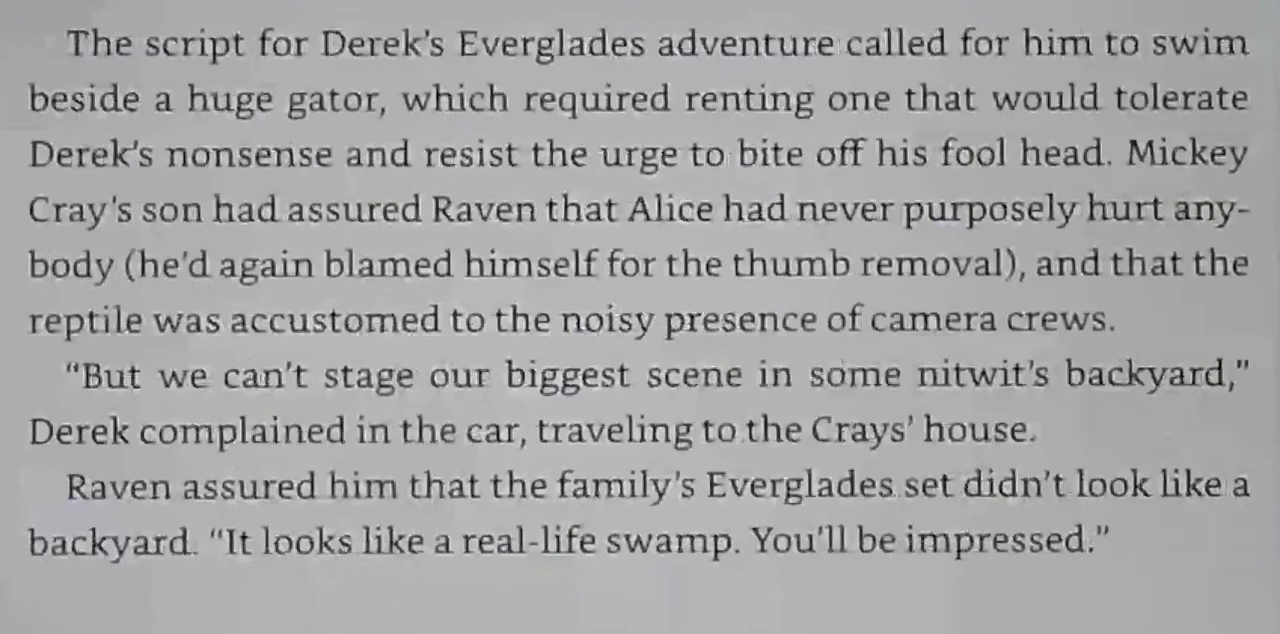 The script for Derek’s Everglades adventure called for him to swim
beside a huge gator, which required renting one that would tolerate
Derek’s nonsense and resist the urge to bite off his fool head. Mickey
Cray’s son had assured Raven that Alice had never purposely hurt any-
body (he’d again blamed himself for the thumb removal), and that the
reptile was accustomed to the noisy presence of camera crews.
“But we can’t stage our biggest scene in some nitwit’s backyard,”
Derek complained in the car, traveling to the Crays’ house.
Raven assured him that the family’s Everglades set didn’t look like a
backyard. “It looks like a real-life swamp. You’ll be impressed.”